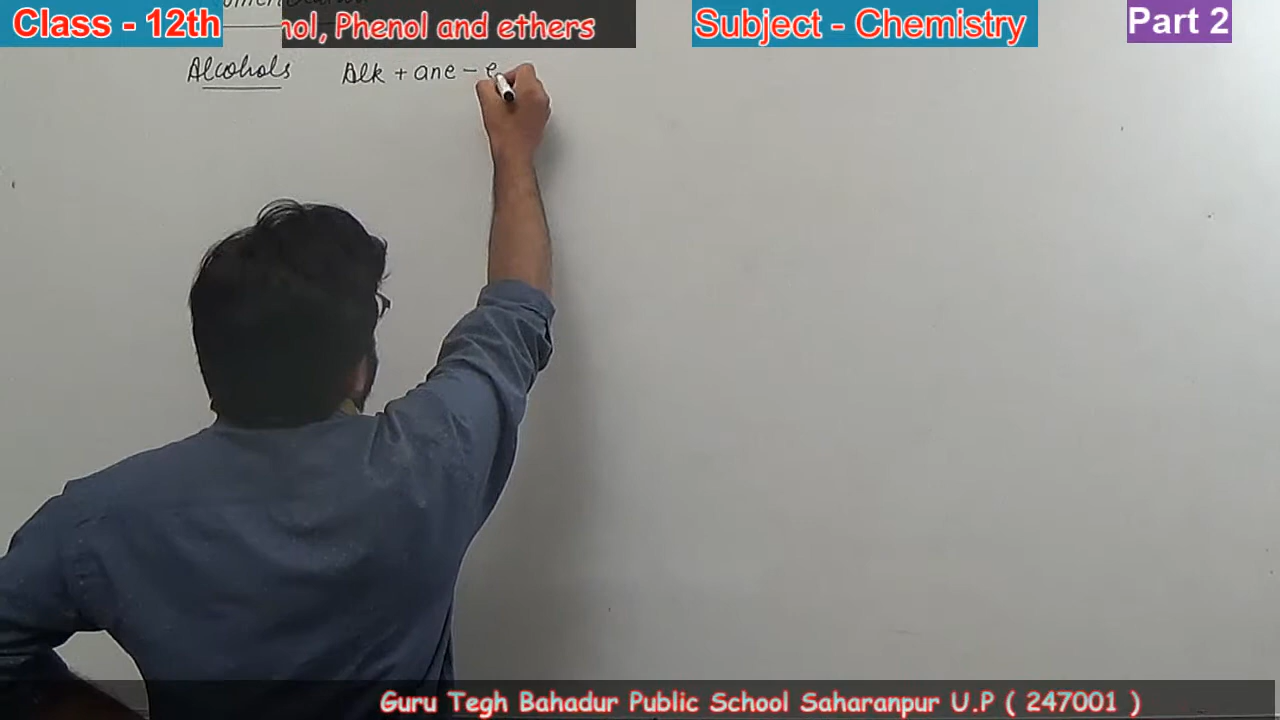 Class - 12th
nol, Phenol and ethers
Subject - Chemistry
Part 2
Alcohols Alk + ane - e
Guru Tegh Bahadur Public School Saharanpur U.P ( 247001 )